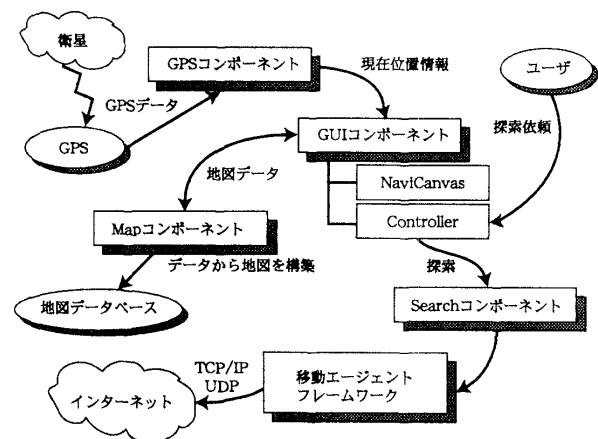 衛星
GPSコンポーネント
現在位置情報
ユーザ
GPSデータ
GPS
GUIコンポーネント
探索依頼
地図データ
NaviCanvas
Controller
Mapコンポーネント
データから地図を構築
探索
地図データベース
Searchコンポーネント
TCP/IP
UDP
移動エージェント
フレームワーク
インターネット